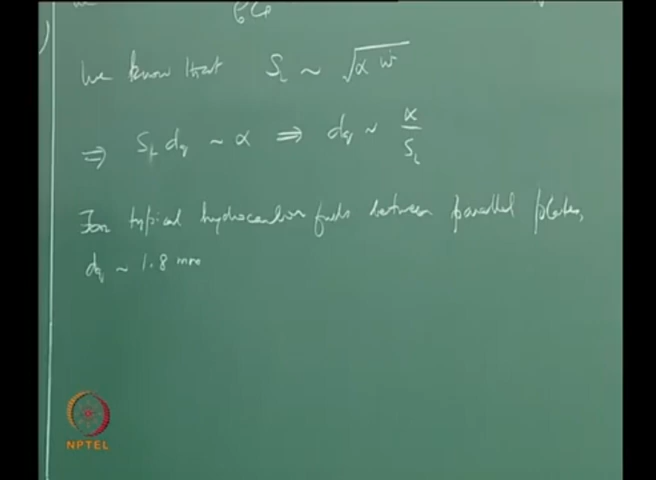 We know that S_L ~ √(α ẇ)
⇒ S_L d_q ~ α ⇒ d_q ~ α/S_L
For typical hydrocarbon fuels between parallel plates,
d_q ~ 1.8 mm
NPTEL